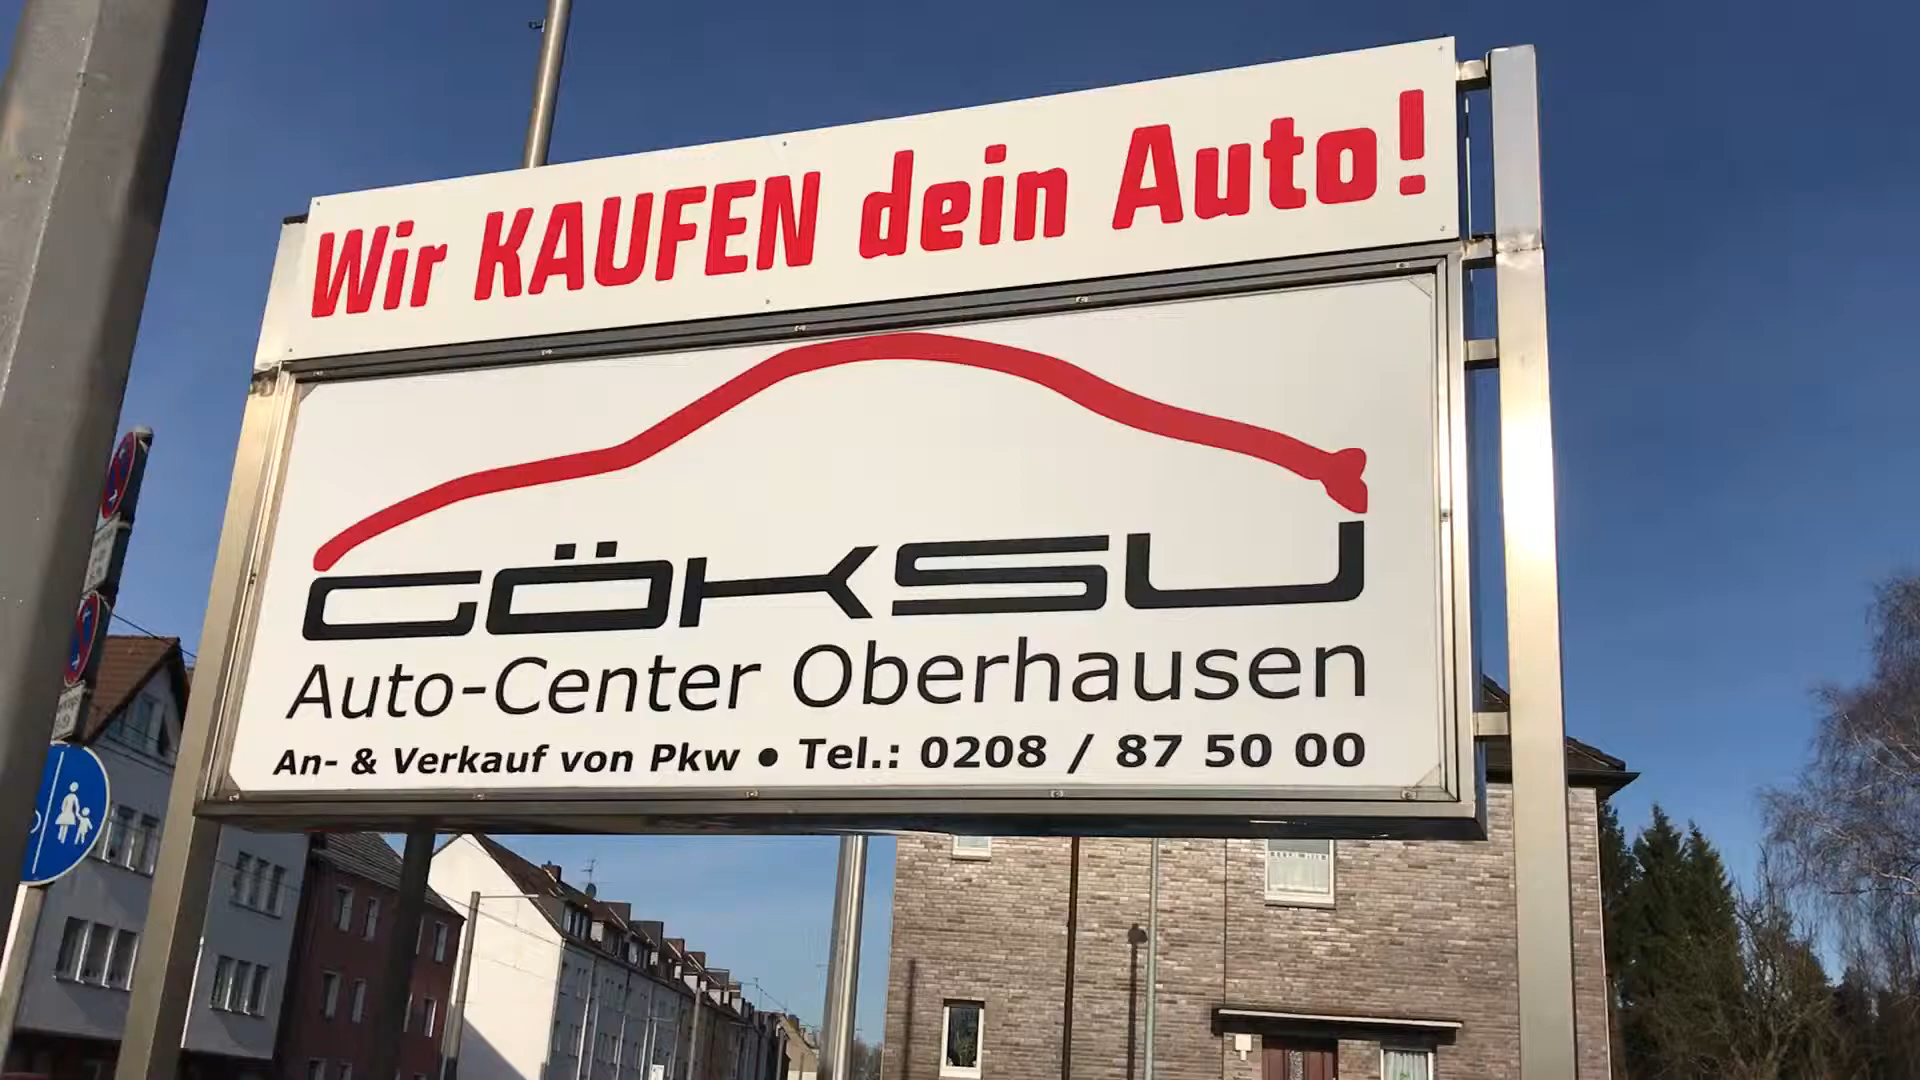 Wir KAUFEN dein Auto!
GÖKSU
Auto-Center Oberhausen
An- & Verkauf von Pkw • Tel.: 0208 / 87 50 00